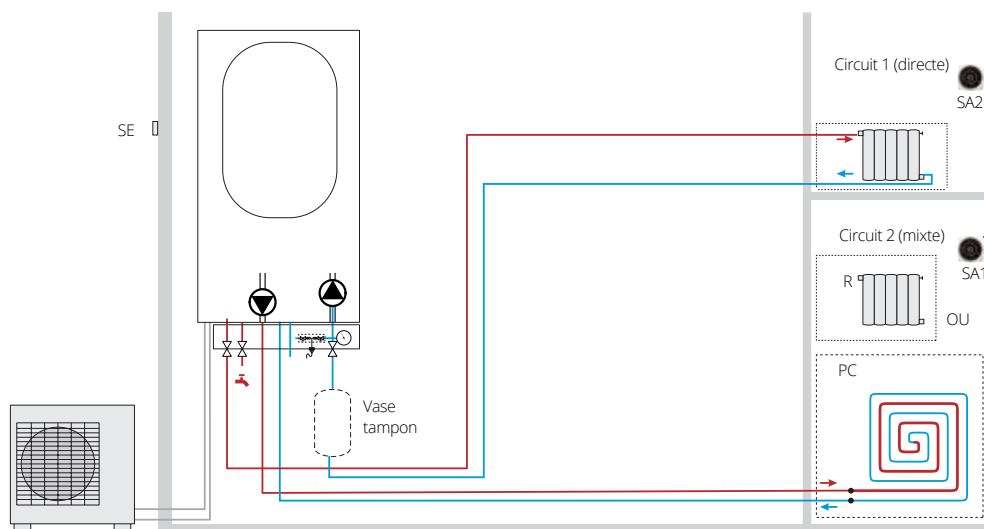 Circuit 1 (directe)
SA2
SE
Circuit 2 (mixte)
SA1
R
OU
PC
Vase
tampon